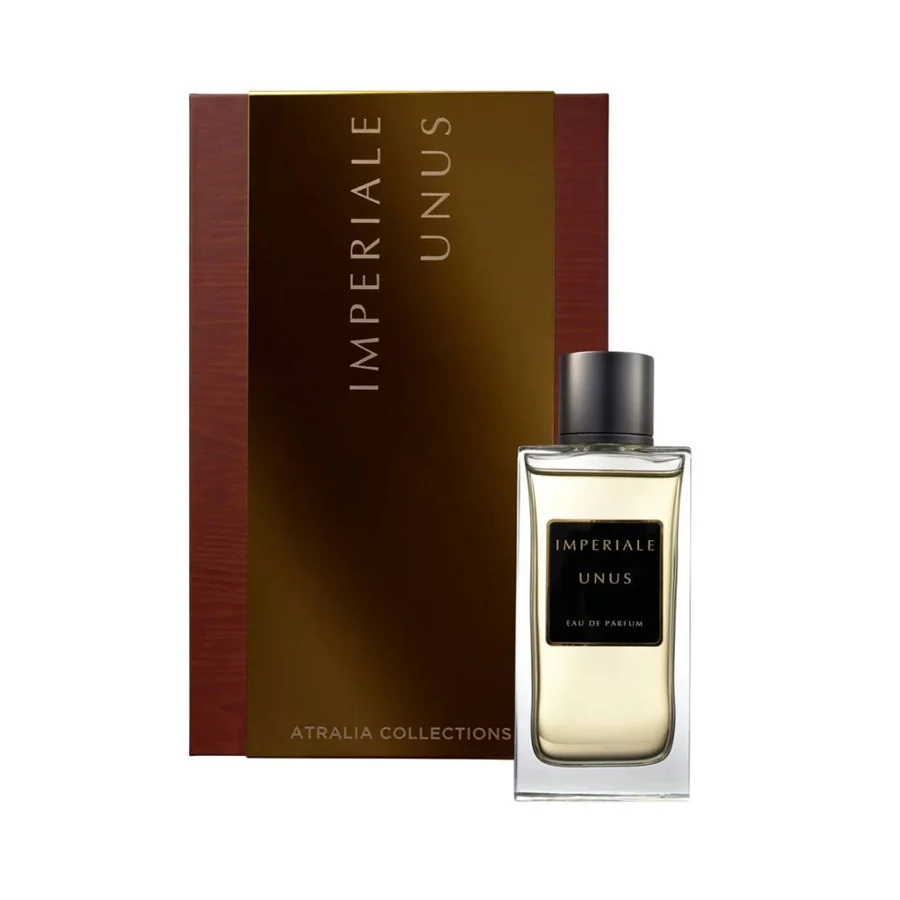 IMPERIALE
UNUS
ATRALIA COLLECTIONS
IMPERIALE
UNUS
EAU DE PARFUM